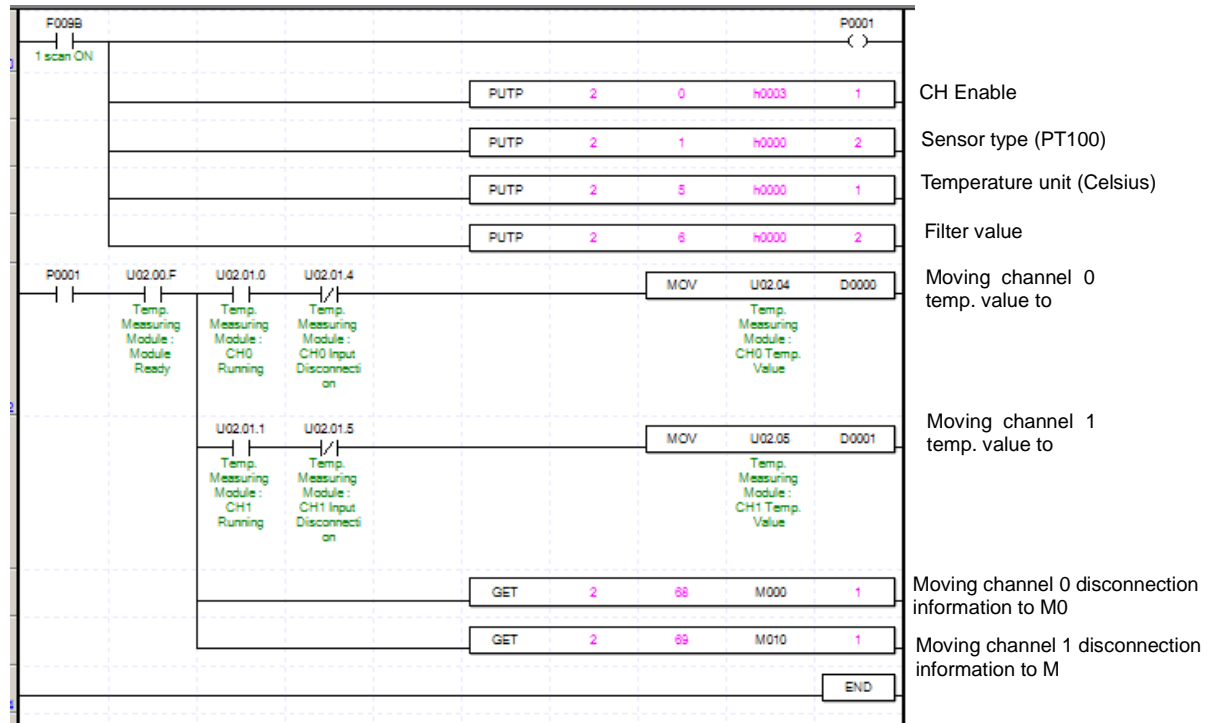 F009B P0001
1 scan ON
PUTP 2 0 h0003 1 CH Enable
PUTP 2 1 h0000 2 Sensor type (PT100)
PUTP 2 5 h0000 1 Temperature unit (Celsius)
PUTP 2 6 h0000 2 Filter value
P0001 U02.00.F U02.01.0 U02.01.4 MOV U02.04 D0000
Moving channel 0
temp. value to
Temp.
Measuring
Module :
Module
Ready
Temp.
Measuring
Module :
CH0
Running
Temp.
Measuring
Module :
CH0 Input
Disconnecti
on
Temp.
Measuring
Module :
CH0 Temp.
Value
U02.01.1 U02.01.5 MOV U02.05 D0001
Moving channel 1
temp. value to
Temp.
Measuring
Module :
CH1
Running
Temp.
Measuring
Module :
CH1 Input
Disconnecti
on
Temp.
Measuring
Module :
CH1 Temp.
Value
GET 2 68 M000 1
Moving channel 0 disconnection
information to M0
GET 2 69 M010 1
Moving channel 1 disconnection
information to M
END